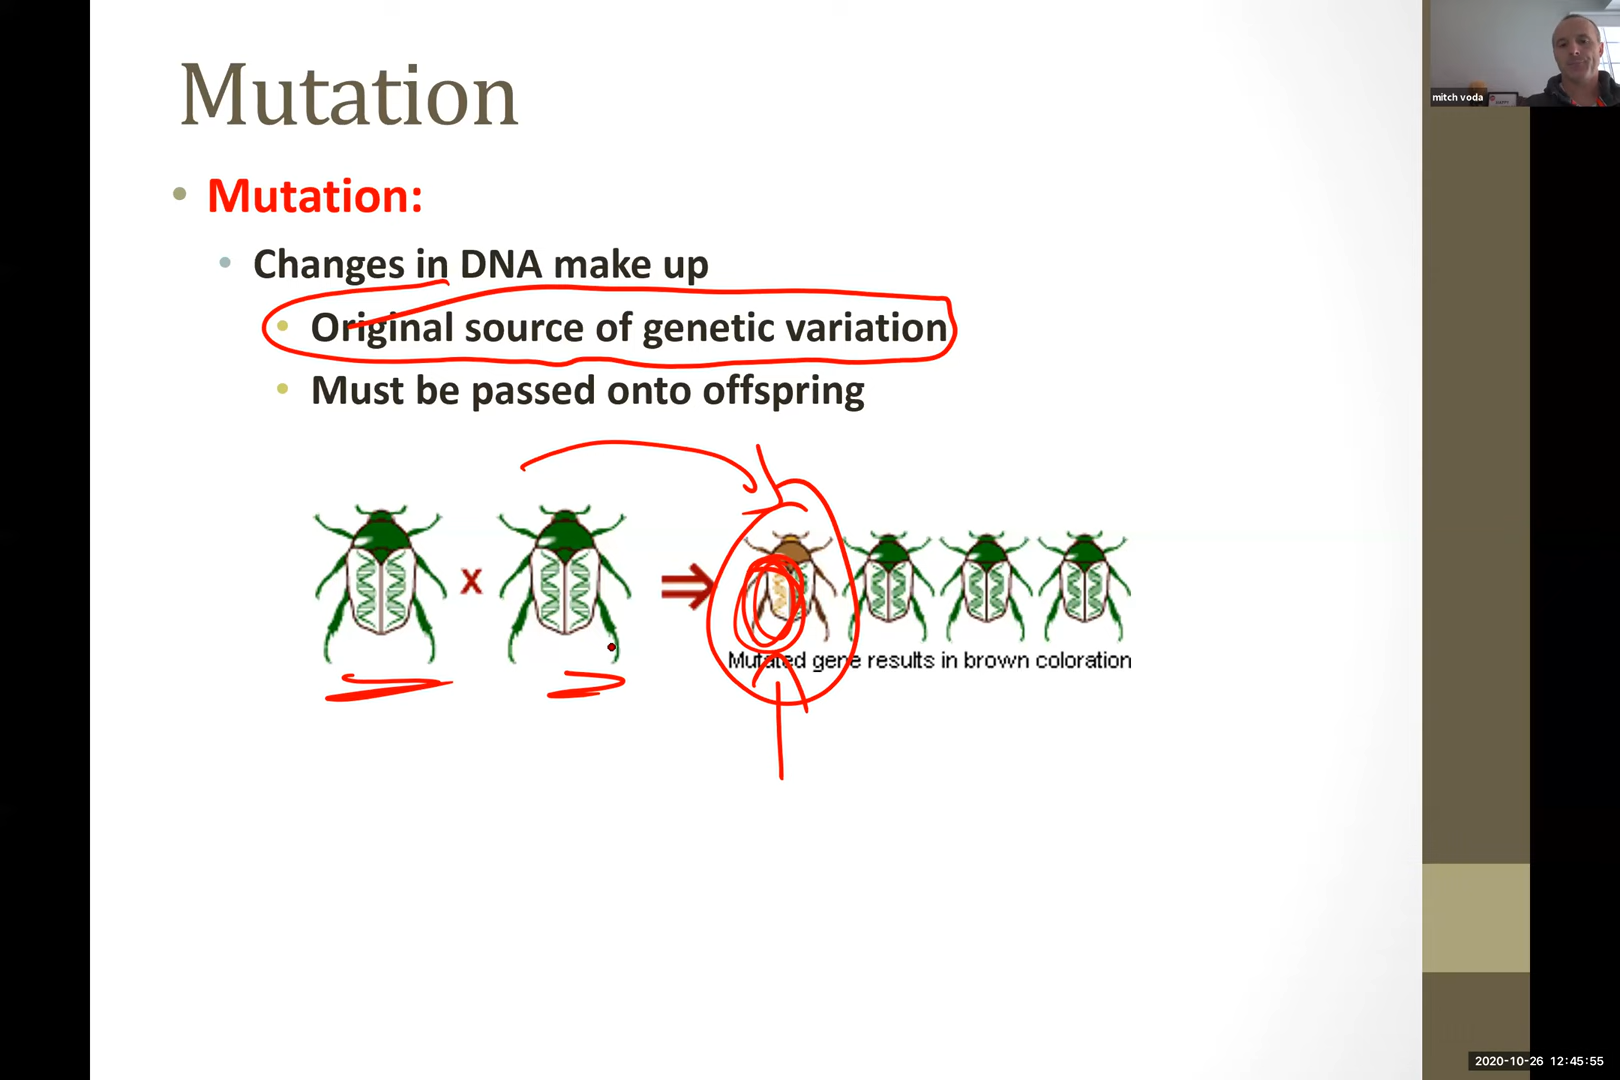 Mutation
mitch voda
• Mutation:
• Changes in DNA make up
• Original source of genetic variation
• Must be passed onto offspring
x
Mutated gene results in brown coloration
2020-10-26 12:45:55